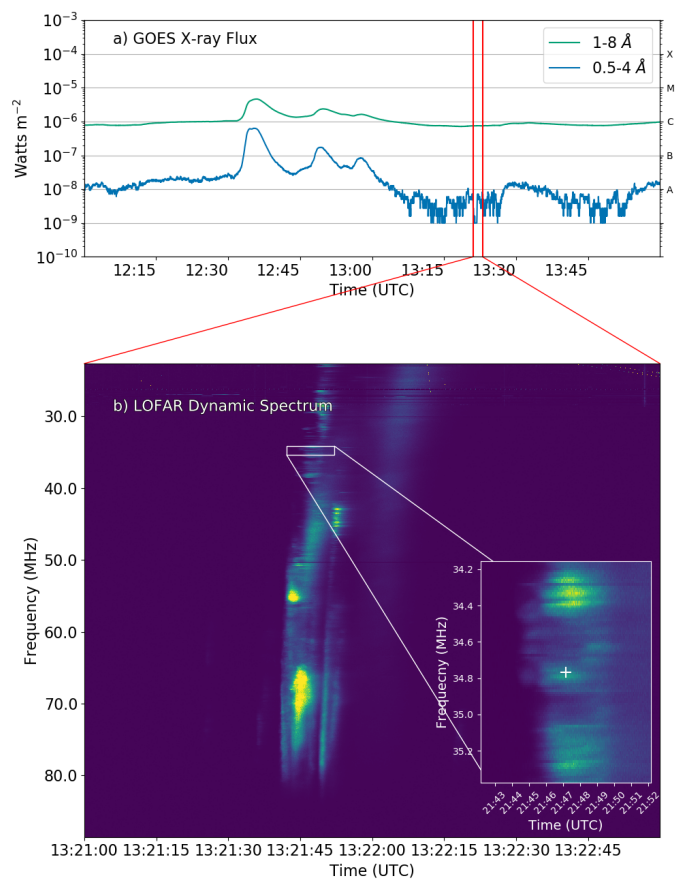 a) GOES X-ray Flux
1-8 Å
0.5-4 Å
Watts m⁻²
10⁻³
10⁻⁴
10⁻⁵
10⁻⁶
10⁻⁷
10⁻⁸
10⁻⁹
10⁻¹⁰
X
M
C
B
A
12:15 12:30 12:45 13:00 13:15 13:30 13:45
Time (UTC)
b) LOFAR Dynamic Spectrum
Frequency (MHz)
30.0
40.0
50.0
60.0
70.0
80.0
Frequecny (MHz)
34.2
34.4
34.6
34.8
35.0
35.2
21:43 21:44 21:45 21:46 21:47 21:48 21:49 21:50 21:51 21:52
Time (UTC)
13:21:00 13:21:15 13:21:30 13:21:45 13:22:00 13:22:15 13:22:30 13:22:45
Time (UTC)